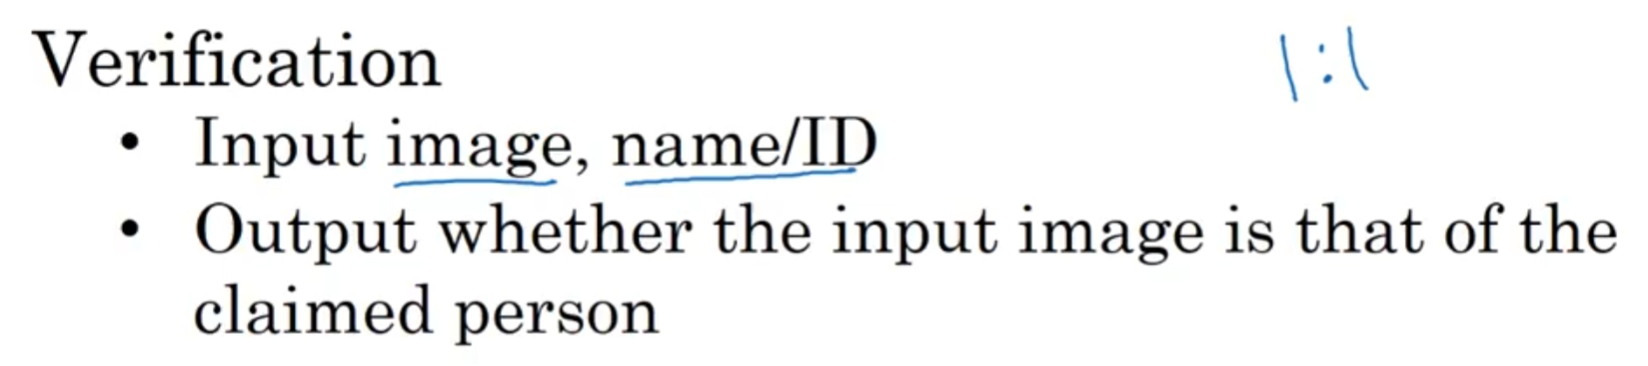 Verification 1:1
• Input image, name/ID
• Output whether the input image is that of the
claimed person